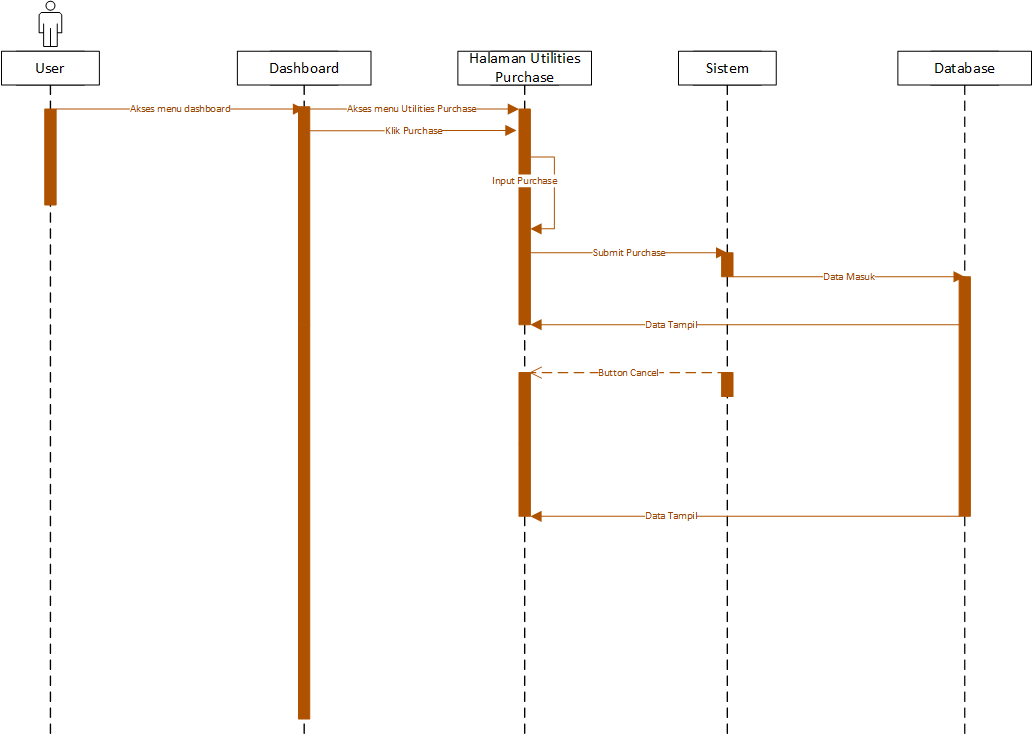 User
Dashboard
Halaman Utilities
Purchase
Sistem
Database
Akses menu dashboard
Akses menu Utilities Purchase
Klik Purchase
Input Purchase
Submit Purchase
Data Masuk
Data Tampil
Button Cancel
Data Tampil